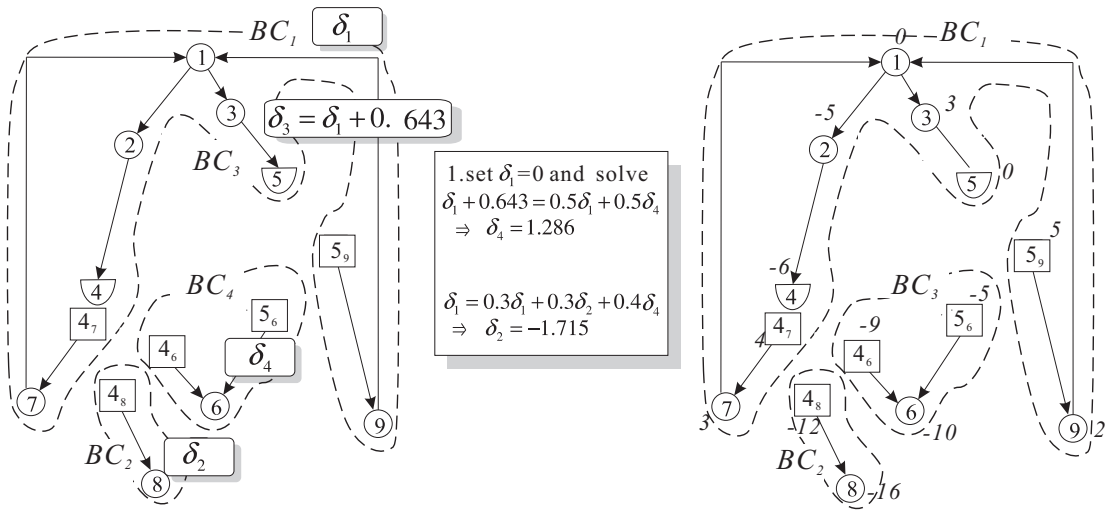 BC₁ δ₁
1
3
δ₃ = δ₁ + 0. 643
2
BC₃
5
4
4₇
BC₄
5₆
4₆
δ₄
5₉
7
4₈
6
9
BC₂
δ₂
8
1.set δ₁=0 and solve
δ₁+0.643=0.5δ₁+0.5δ₄
⇒ δ₄=1.286
δ₁=0.3δ₁+0.3δ₂+0.4δ₄
⇒ δ₂=−1.715
0 BC₁
1
3 3
-5
2
5 0
5
5₉
-6
4
BC₃
-5
5₆
4₇
4
-9
4₆
7
3
4₈
-12
6
-10
9 2
BC₂
8 -16